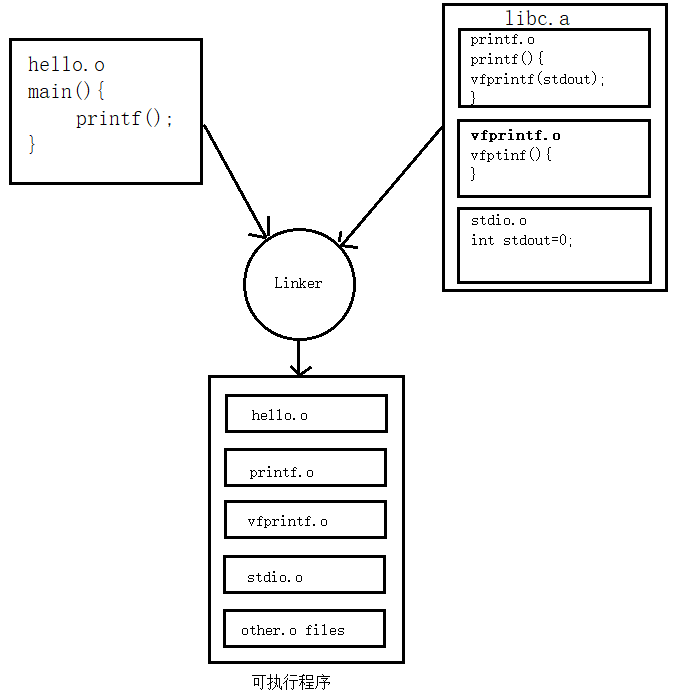 hello.o
main(){
printf();
}
libc.a
printf.o
printf(){
vfprintf(stdout);
}
vfprintf.o
vfptinf(){
}
stdio.o
int stdout=0;
Linker
hello.o
printf.o
vfprintf.o
stdio.o
other.o files
可执行程序